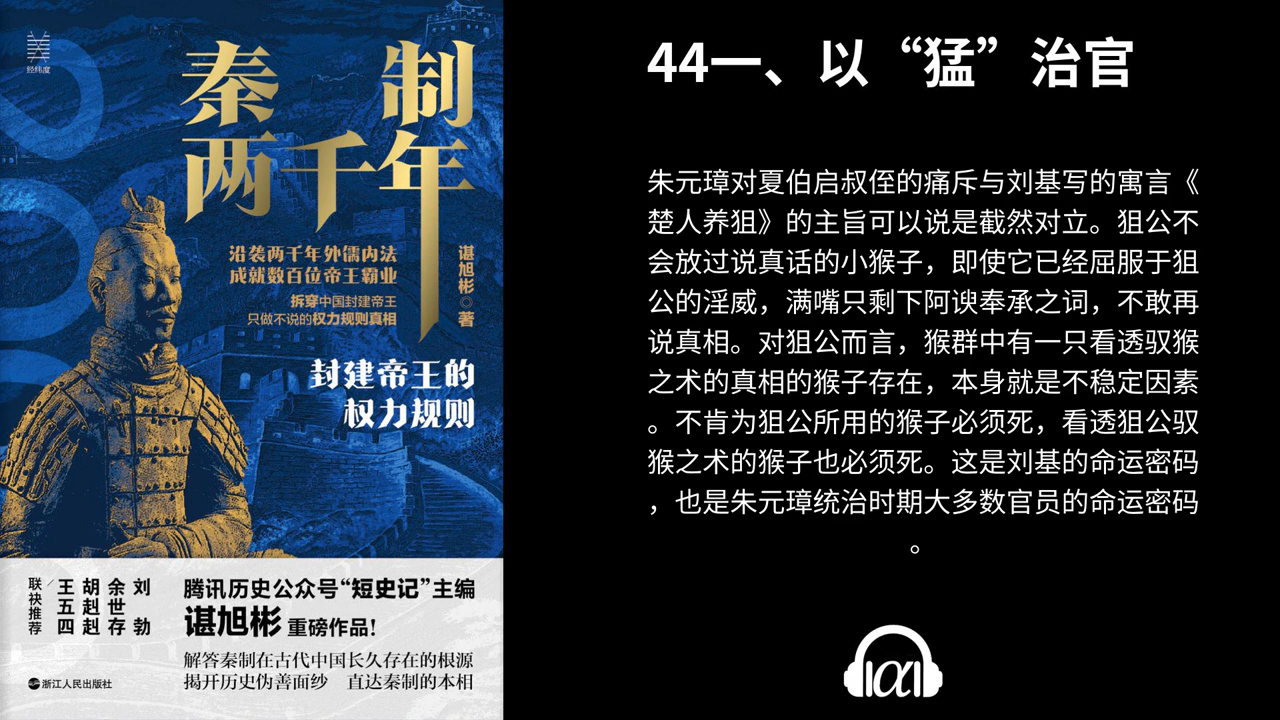 经纬度
秦制
两千年
沿袭两千年外儒内法
成就数百位帝王霸业
拆穿中国封建帝王
只做不说的权力规则真相
谌旭彬◎著
封建帝王的
权力规则
联袂推荐
王五四
胡赳赳
余世存
刘勃
腾讯历史公众号“短史记”主编
谌旭彬 重磅作品！
解答秦制在古代中国长久存在的根源
揭开历史伪善面纱 直达秦制的本相
浙江人民出版社
44一、以“猛”治官
朱元璋对夏伯启叔侄的痛斥与刘基写的寓言《
楚人养狙》的主旨可以说是截然对立。狙公不
会放过说真话的小猴子，即使它已经屈服于狙
公的淫威，满嘴只剩下阿谀奉承之词，不敢再
说真相。对狙公而言，猴群中有一只看透驭猴
之术的真相的猴子存在，本身就是不稳定因素
。不肯为狙公所用的猴子必须死，看透狙公驭
猴之术的猴子也必须死。这是刘基的命运密码
，也是朱元璋统治时期大多数官员的命运密码
。